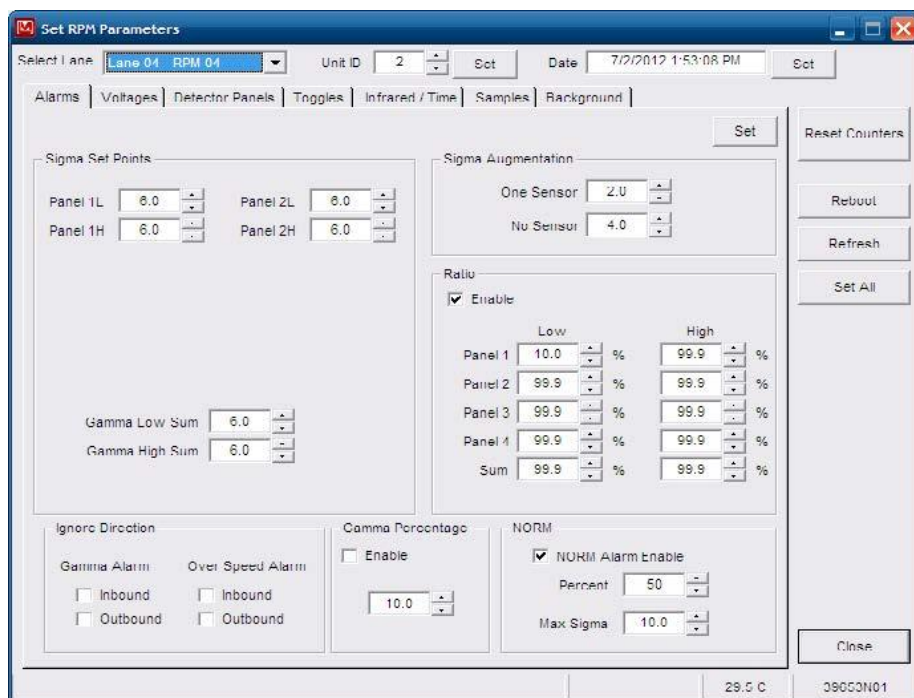 Set RPM Parameters
Select Lane Lane 04 RPM 04 Unit ID 2 Set Date 7/2/2012 1:53:08 PM Set
Alarms Voltages Detector Panels Toggles Infrared / Time Samples Background
Set
Reset Counters
Reboot
Refresh
Set All
Sigma Set Points
Panel 1L 6.0 Panel 2L 6.0
Panel 1H 6.0 Panel 2H 6.0
Gamma Low Sum 6.0
Gamma High Sum 6.0
Sigma Augmentation
One Sensor 2.0
No Sensor 4.0
Ratio
Enable
Low High
Panel 1 10.0 % 99.9 %
Panel 2 99.9 % 99.9 %
Panel 3 99.9 % 99.9 %
Panel 4 99.9 % 99.9 %
Sum 99.9 % 99.9 %
Ignore Direction
Gamma Alarm Over Speed Alarm
Inbound Inbound
Outbound Outbound
Gamma Percentage
Enable
10.0
NORM
NORM Alarm Enable
Percent 50
Max Sigma 10.0
Close
29.5 C